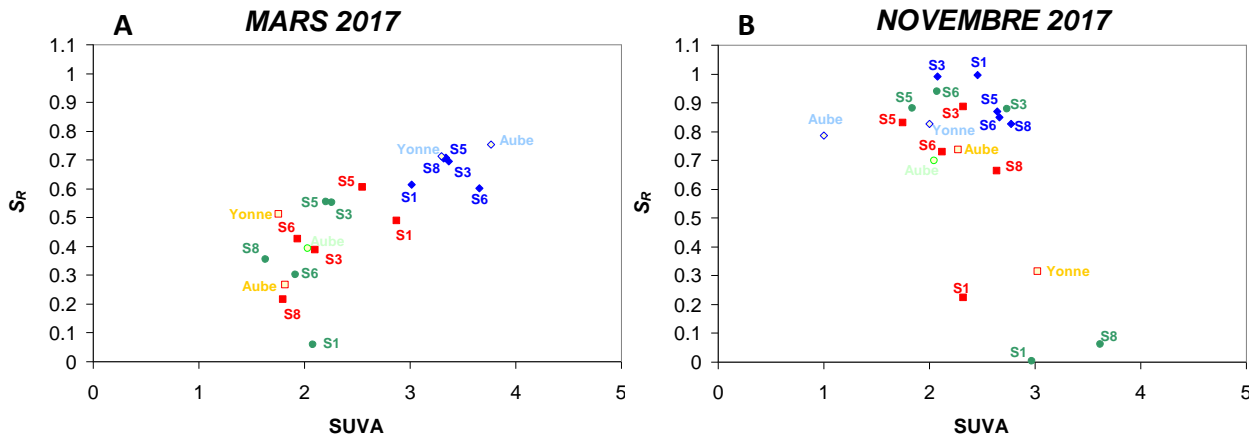 A
MARS 2017
1.1
1
0.9
0.8
0.7
0.6
0.5
0.4
0.3
0.2
0.1
0
SR
Aube
Yonne
S5
S8
S3
S1
S6
S5
S1
S5
S3
Yonne
S6
Aube
S3
S8
S6
Aube
S8
S1
0
1
2
3
4
5
SUVA
B
NOVEMBRE 2017
1.1
1
0.9
0.8
0.7
0.6
0.5
0.4
0.3
0.2
0.1
0
SR
S3
S1
S6
S5
S5
S3
S3
S5
S6
S8
Aube
Yonne
S6
Aube
Aube
S8
Yonne
S1
S8
S1
0
1
2
3
4
5
SUVA